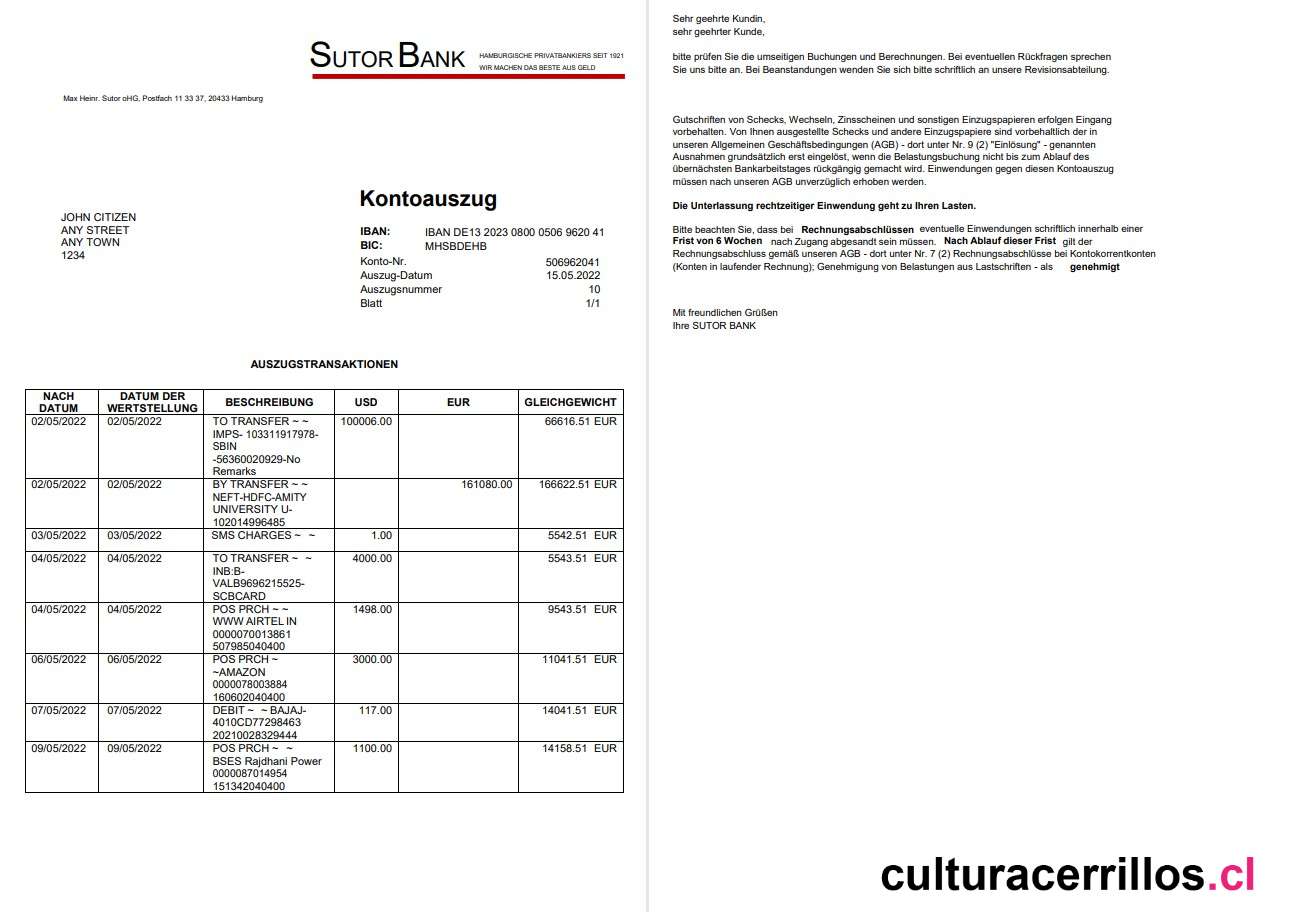 SUTOR BANK
HAMBURGISCHE PRIVATBANKIERS SEIT 1921
WIR MACHEN DAS BESTE AUS GELD
Max Heinr. Sutor oHG, Postfach 11 33 37, 20433 Hamburg
Kontoauszug
JOHN CITIZEN
ANY STREET
ANY TOWN
1234
IBAN: IBAN DE13 2023 0800 0506 9620 41
BIC: MHSBDEHB
Konto-Nr. 506962041
Auszug-Datum 15.05.2022
Auszugsnummer 10
Blatt 1/1
AUSZUGSTRANSAKTIONEN
NACH DATUM DATUM DER WERTSTELLUNG BESCHREIBUNG USD EUR GLEICHGEWICHT
02/05/2022 02/05/2022 TO TRANSFER ~ ~ 100006.00 66616.51 EUR
IMPS- 103311917978-
SBIN
-56360020929-No
Remarks
02/05/2022 02/05/2022 BY TRANSFER ~ ~ 161080.00 166622.51 EUR
NEFT-HDFC-AMITY
UNIVERSITY U-
102014996485
03/05/2022 03/05/2022 SMS CHARGES ~ ~ 1.00 5542.51 EUR
04/05/2022 04/05/2022 TO TRANSFER ~ ~ 4000.00 5543.51 EUR
INB:B-
VALB9696215525-
SCBCARD
04/05/2022 04/05/2022 POS PRCH ~ ~ 1498.00 9543.51 EUR
WWW AIRTEL IN
0000070013861
507985040400
06/05/2022 06/05/2022 POS PRCH ~ 3000.00 11041.51 EUR
~AMAZON
0000078003884
160602040400
07/05/2022 07/05/2022 DEBIT ~ ~ BAJAJ- 117.00 14041.51 EUR
4010CD77298463
20210028329444
09/05/2022 09/05/2022 POS PRCH ~ ~ 1100.00 14158.51 EUR
BSES Rajdhani Power
0000087014954
151342040400
Sehr geehrte Kundin,
sehr geehrter Kunde,
bitte prüfen Sie die umseitigen Buchungen und Berechnungen. Bei eventuellen Rückfragen sprechen
Sie uns bitte an. Bei Beanstandungen wenden Sie sich bitte schriftlich an unsere Revisionsabteilung.
Gutschriften von Schecks, Wechseln, Zinsscheinen und sonstigen Einzugspapieren erfolgen Eingang
vorbehalten. Von Ihnen ausgestellte Schecks und andere Einzugspapiere sind vorbehaltlich der in
unseren Allgemeinen Geschäftsbedingungen (AGB) - dort unter Nr. 9 (2) "Einlösung" - genannten
Ausnahmen grundsätzlich erst eingelöst, wenn die Belastungsbuchung nicht bis zum Ablauf des
übernächsten Bankarbeitstages rückgängig gemacht wird. Einwendungen gegen diesen Kontoauszug
müssen nach unseren AGB unverzüglich erhoben werden.
Die Unterlassung rechtzeitiger Einwendung geht zu Ihren Lasten.
Bitte beachten Sie, dass bei Rechnungsabschlüssen eventuelle Einwendungen schriftlich innerhalb einer
Frist von 6 Wochen nach Zugang abgesandt sein müssen. Nach Ablauf dieser Frist gilt der
Rechnungsabschluss gemäß unseren AGB - dort unter Nr. 7 (2) Rechnungsabschlüsse bei Kontokorrentkonten
(Konten in laufender Rechnung); Genehmigung von Belastungen aus Lastschriften - als genehmigt
Mit freundlichen Grüßen
Ihre SUTOR BANK
culturacerrillos.cl